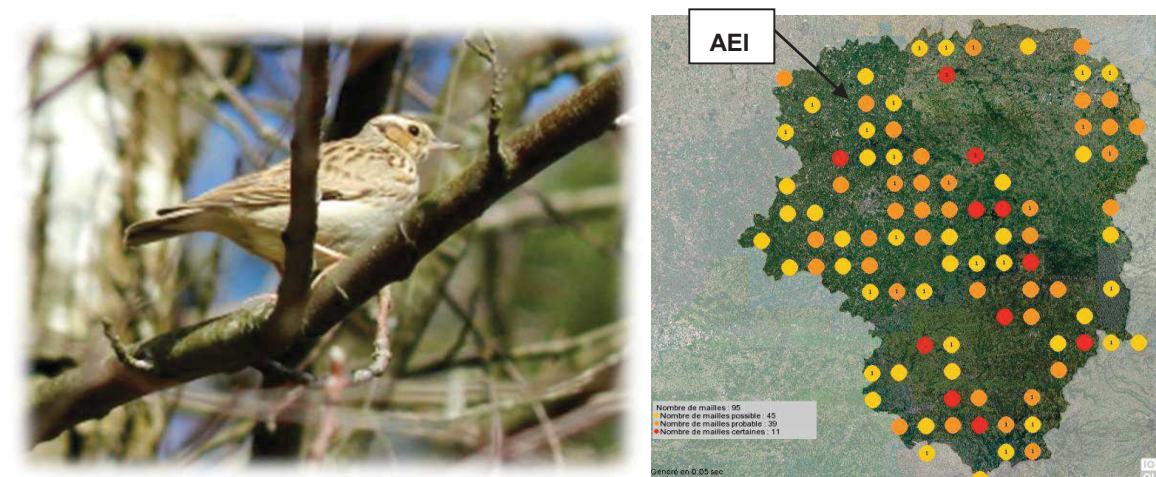 AEI
Nombre de mailles : 95
Nombre de mailles possible : 45
Nombre de mailles probable : 39
Nombre de mailles certaines : 11
Généré en 0.05 sec.